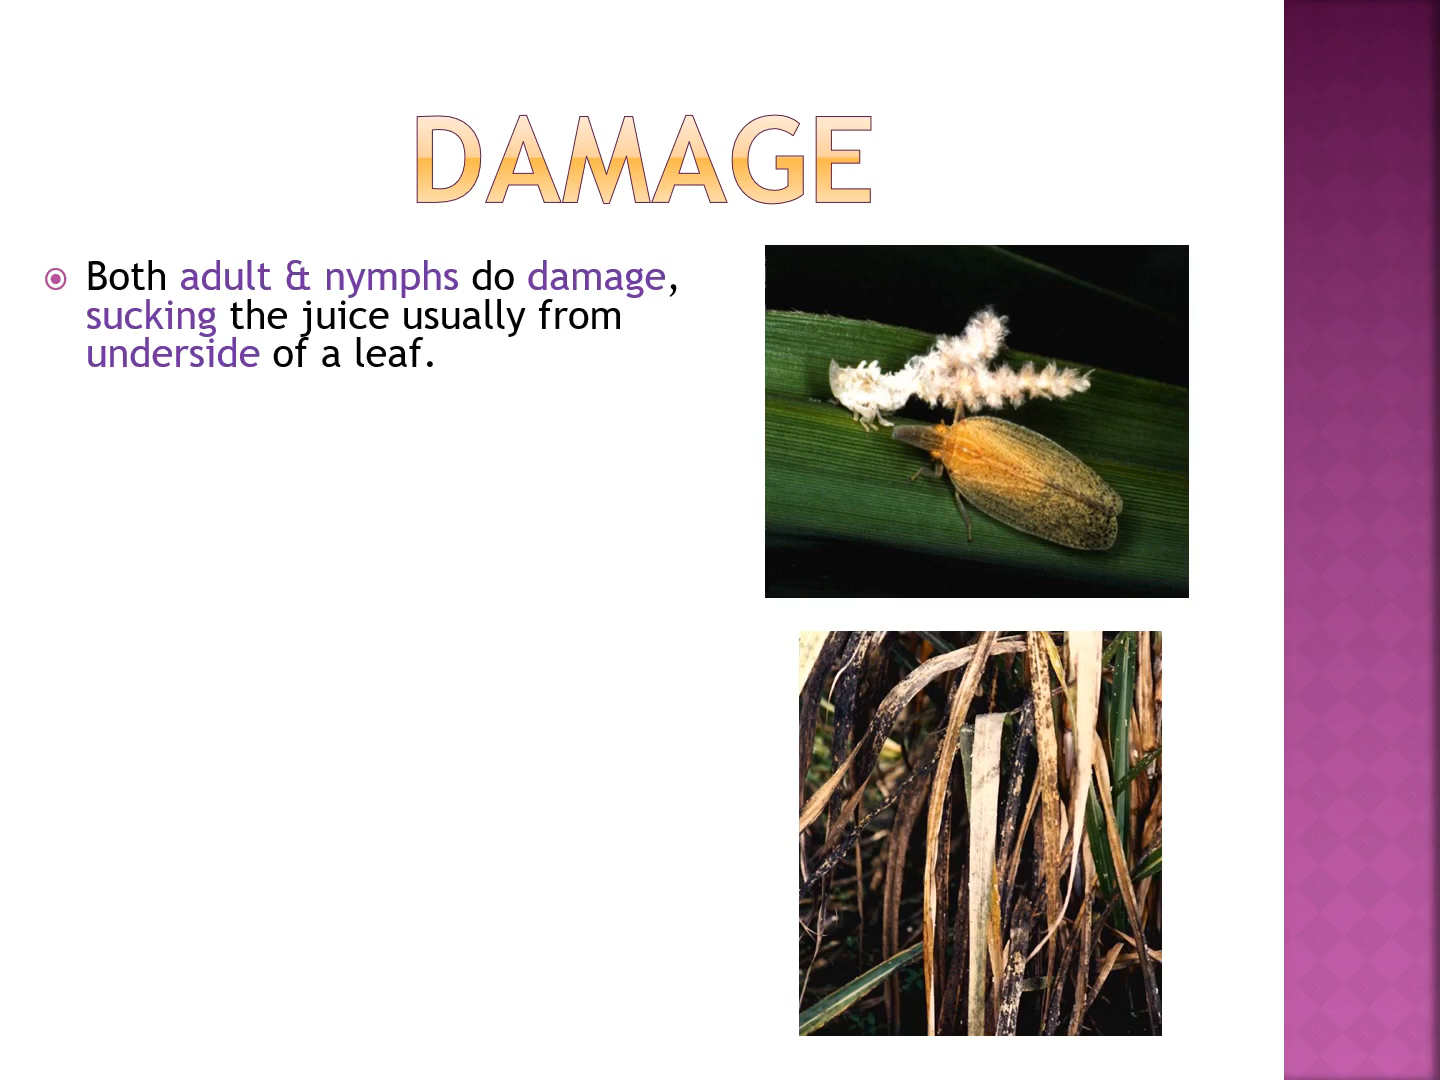 DAMAGE
Both adult & nymphs do damage,
sucking the juice usually from
underside of a leaf.